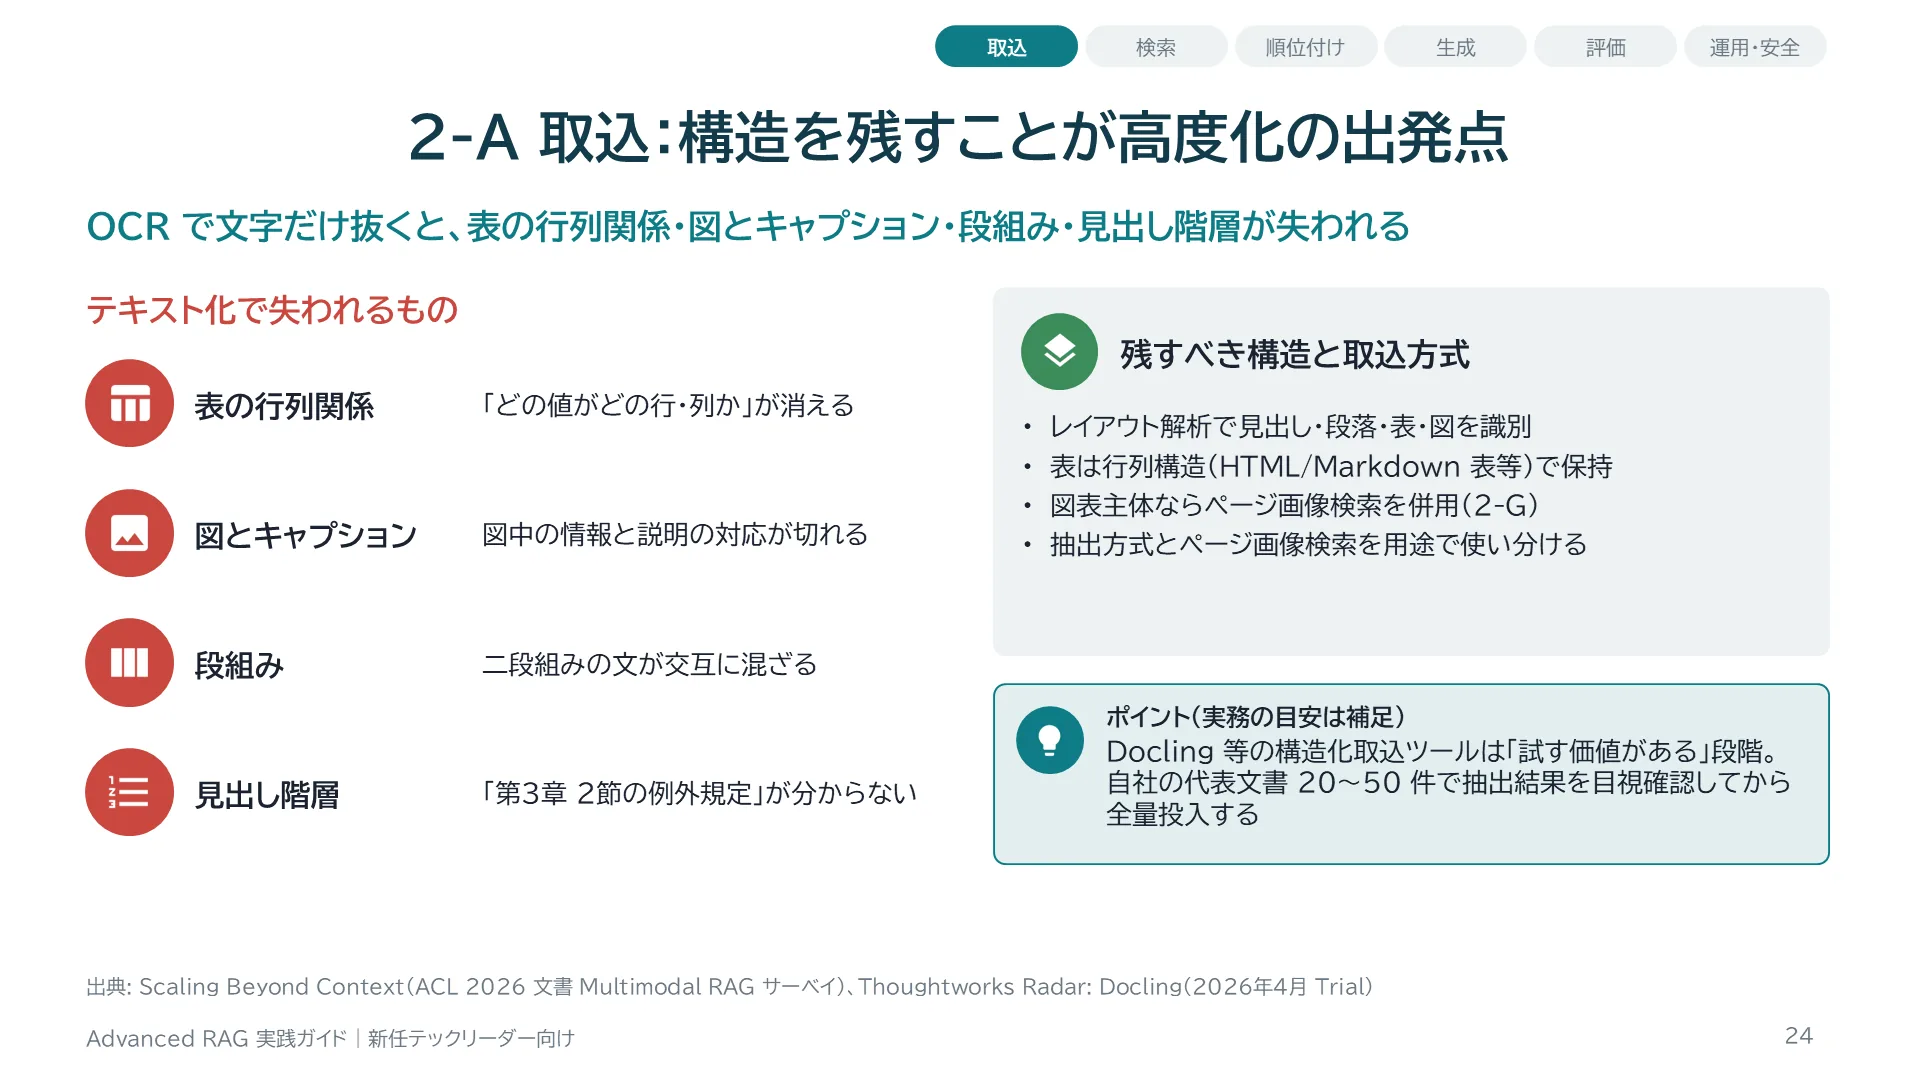 取込
検索
順位付け
生成
評価
運用・安全
2-A 取込：構造を残すことが高度化の出発点
OCR で文字だけ抜くと、表の行列関係・図とキャプション・段組み・見出し階層が失われる
テキスト化で失われるもの
表の行列関係
「どの値がどの行・列か」が消える
図とキャプション
図中の情報と説明の対応が切れる
段組み
二段組みの文が交互に混ざる
1
2
3
見出し階層
「第3章 2節の例外規定」が分からない
残すべき構造と取込方式
• レイアウト解析で見出し・段落・表・図を識別
• 表は行列構造（HTML/Markdown 表等）で保持
• 図表主体ならページ画像検索を併用（2-G）
• 抽出方式とページ画像検索を用途で使い分ける
ポイント（実務の目安は補足）
Docling 等の構造化取込ツールは「試す価値がある」段階。
自社の代表文書 20〜50 件で抽出結果を目視確認してから
全量投入する
出典: Scaling Beyond Context（ACL 2026 文書 Multimodal RAG サーベイ）、Thoughtworks Radar: Docling（2026年4月 Trial）
Advanced RAG 実践ガイド｜新任テックリーダー向け
24